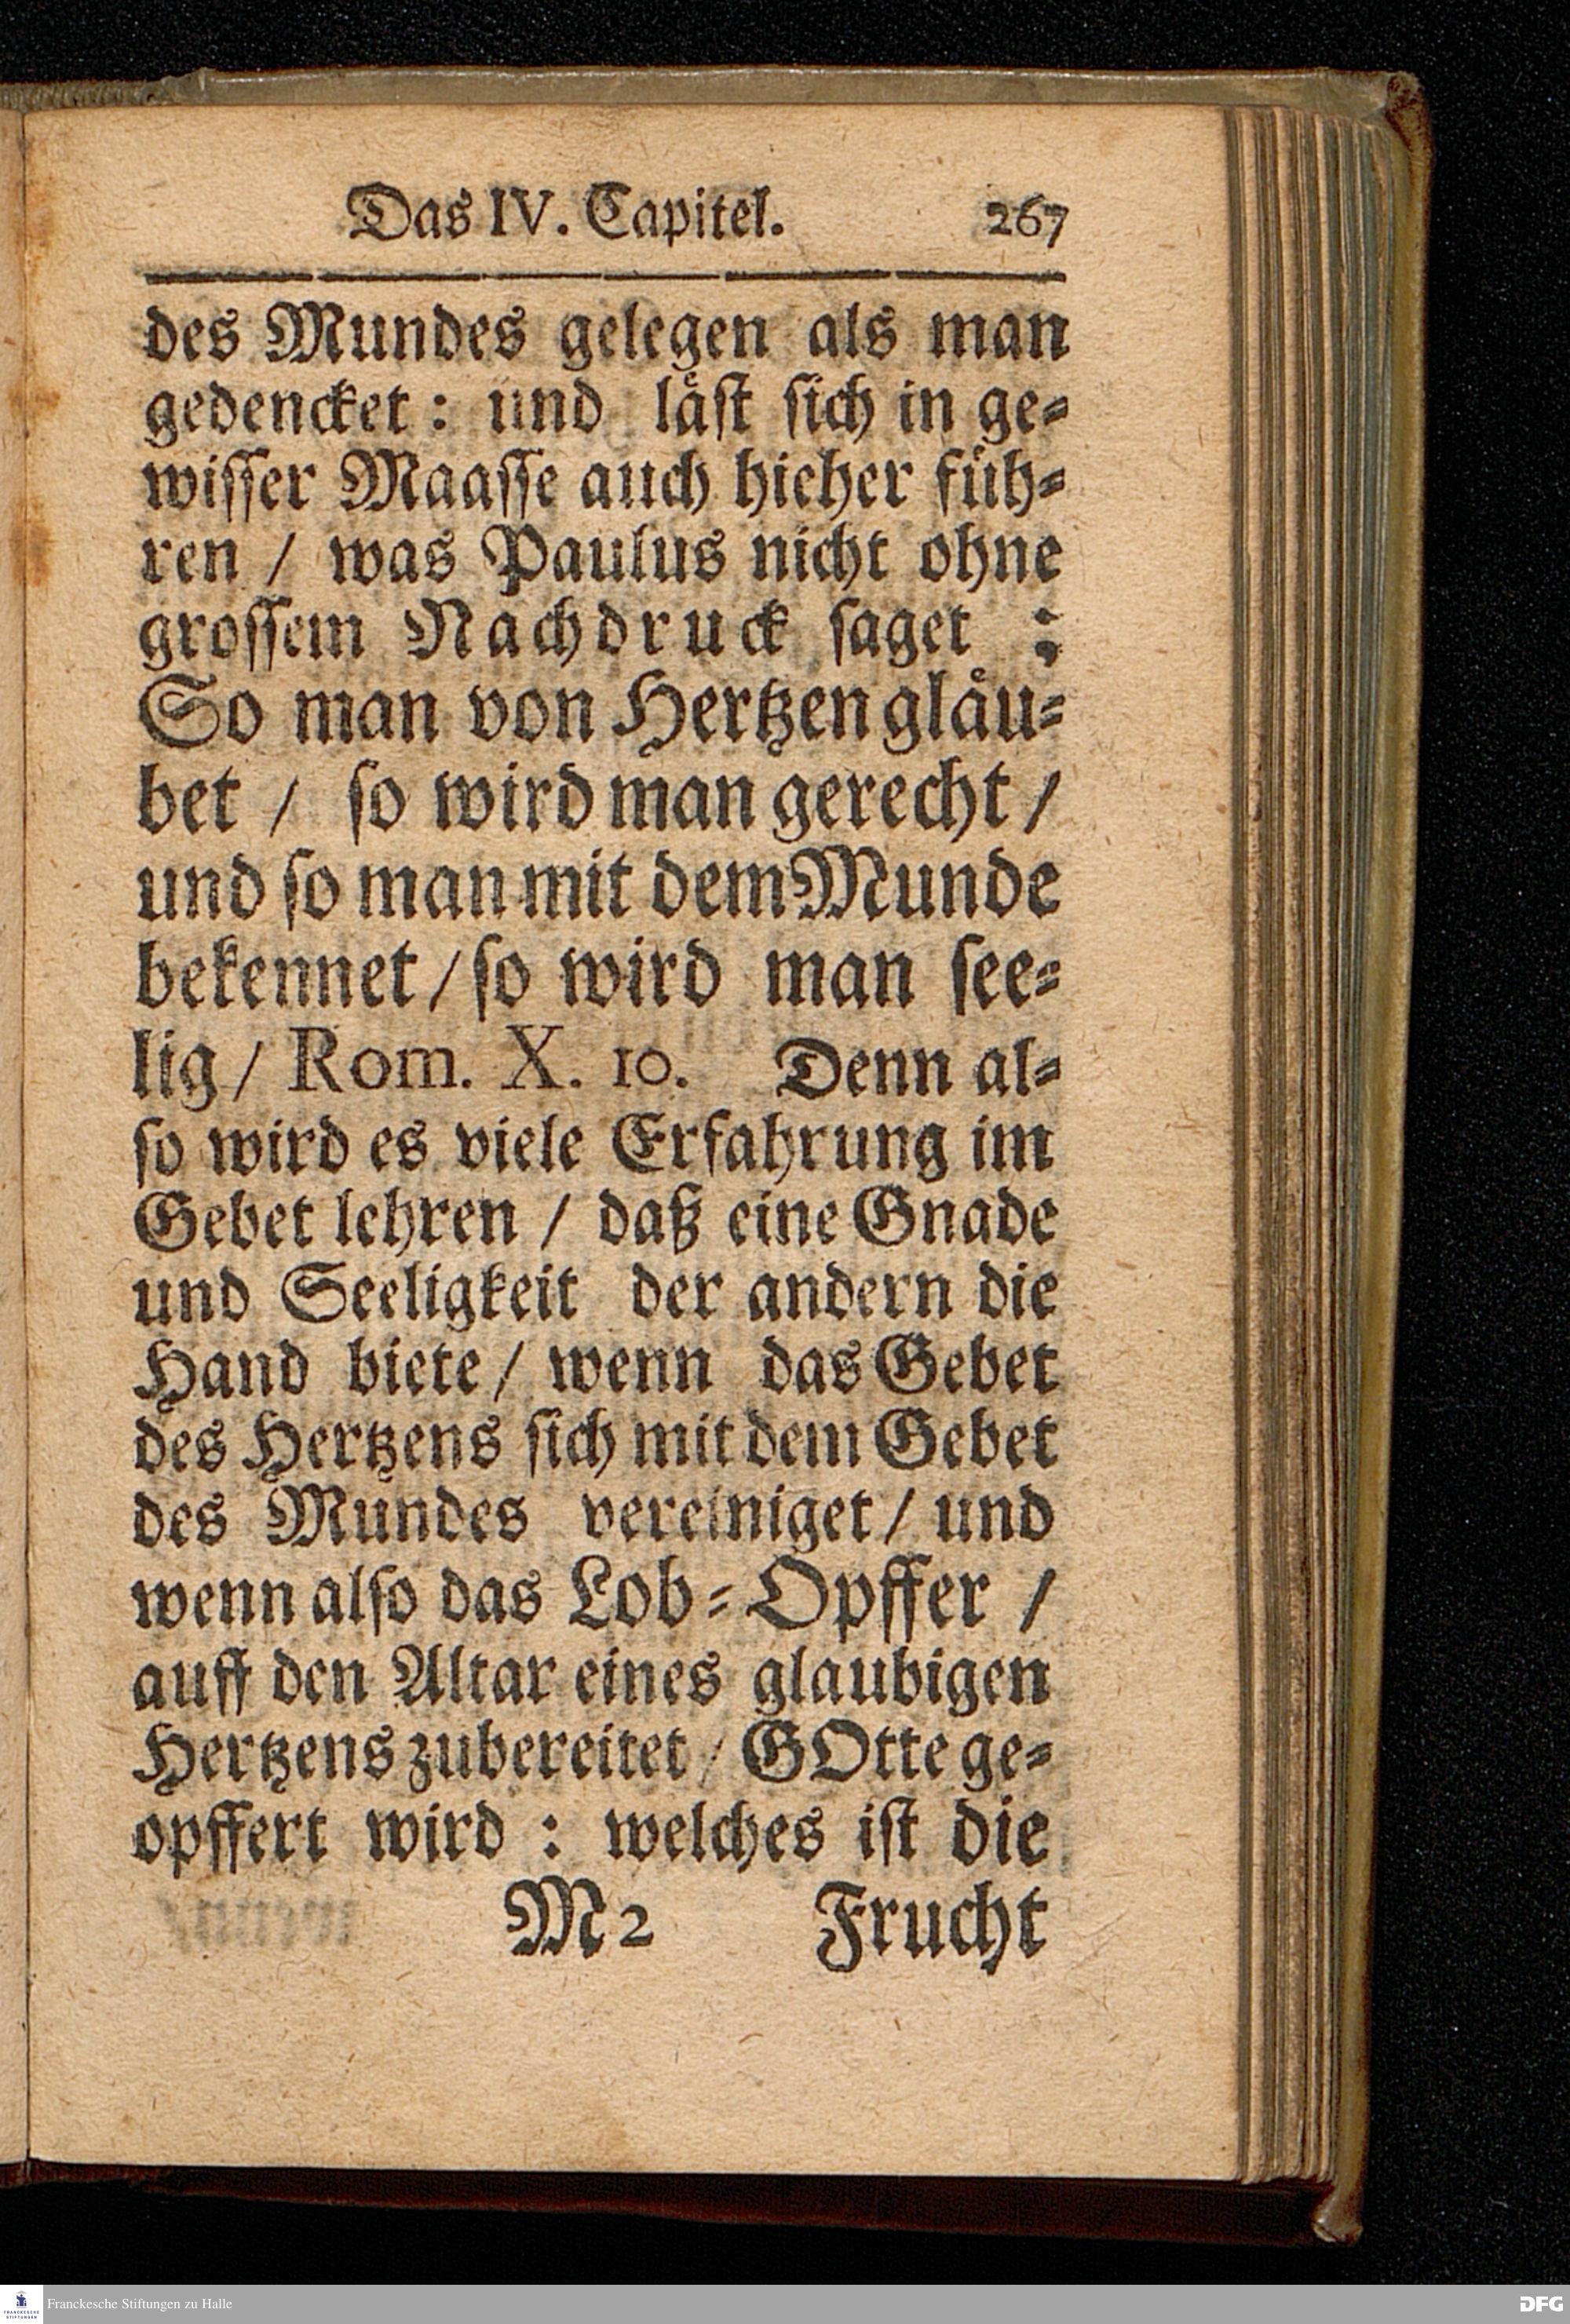 Das IV. Capitel. 267
des Mundes gelegen als man
gedencket: und läſt ſich in ge-
wiſſer Maaſſe auch hieher füh-
ren / was Paulus nicht ohne
groſſem Nachdruck ſaget :
So man von Hertzen gläu-
bet / ſo wird man gerecht /
und ſo man mit dem Munde
bekennet / ſo wird man ſee-
lig / Rom. X. 10. Denn al-
ſo wird es viele Erfahrung im
Gebet lehren / daß eine Gnade
und Seeligkeit der andern die
Hand biete / wenn das Gebet
des Hertzens ſich mit dem Gebet
des Mundes vereiniget / und
wenn alſo das Lob-Opffer /
auff den Altar eines glaubigen
Hertzens zubereitet / GOtte ge-
opffert wird : welches iſt die
M 2 Frucht
FRANCKESCHE STIFTUNGEN
Franckesche Stiftungen zu Halle
DFG